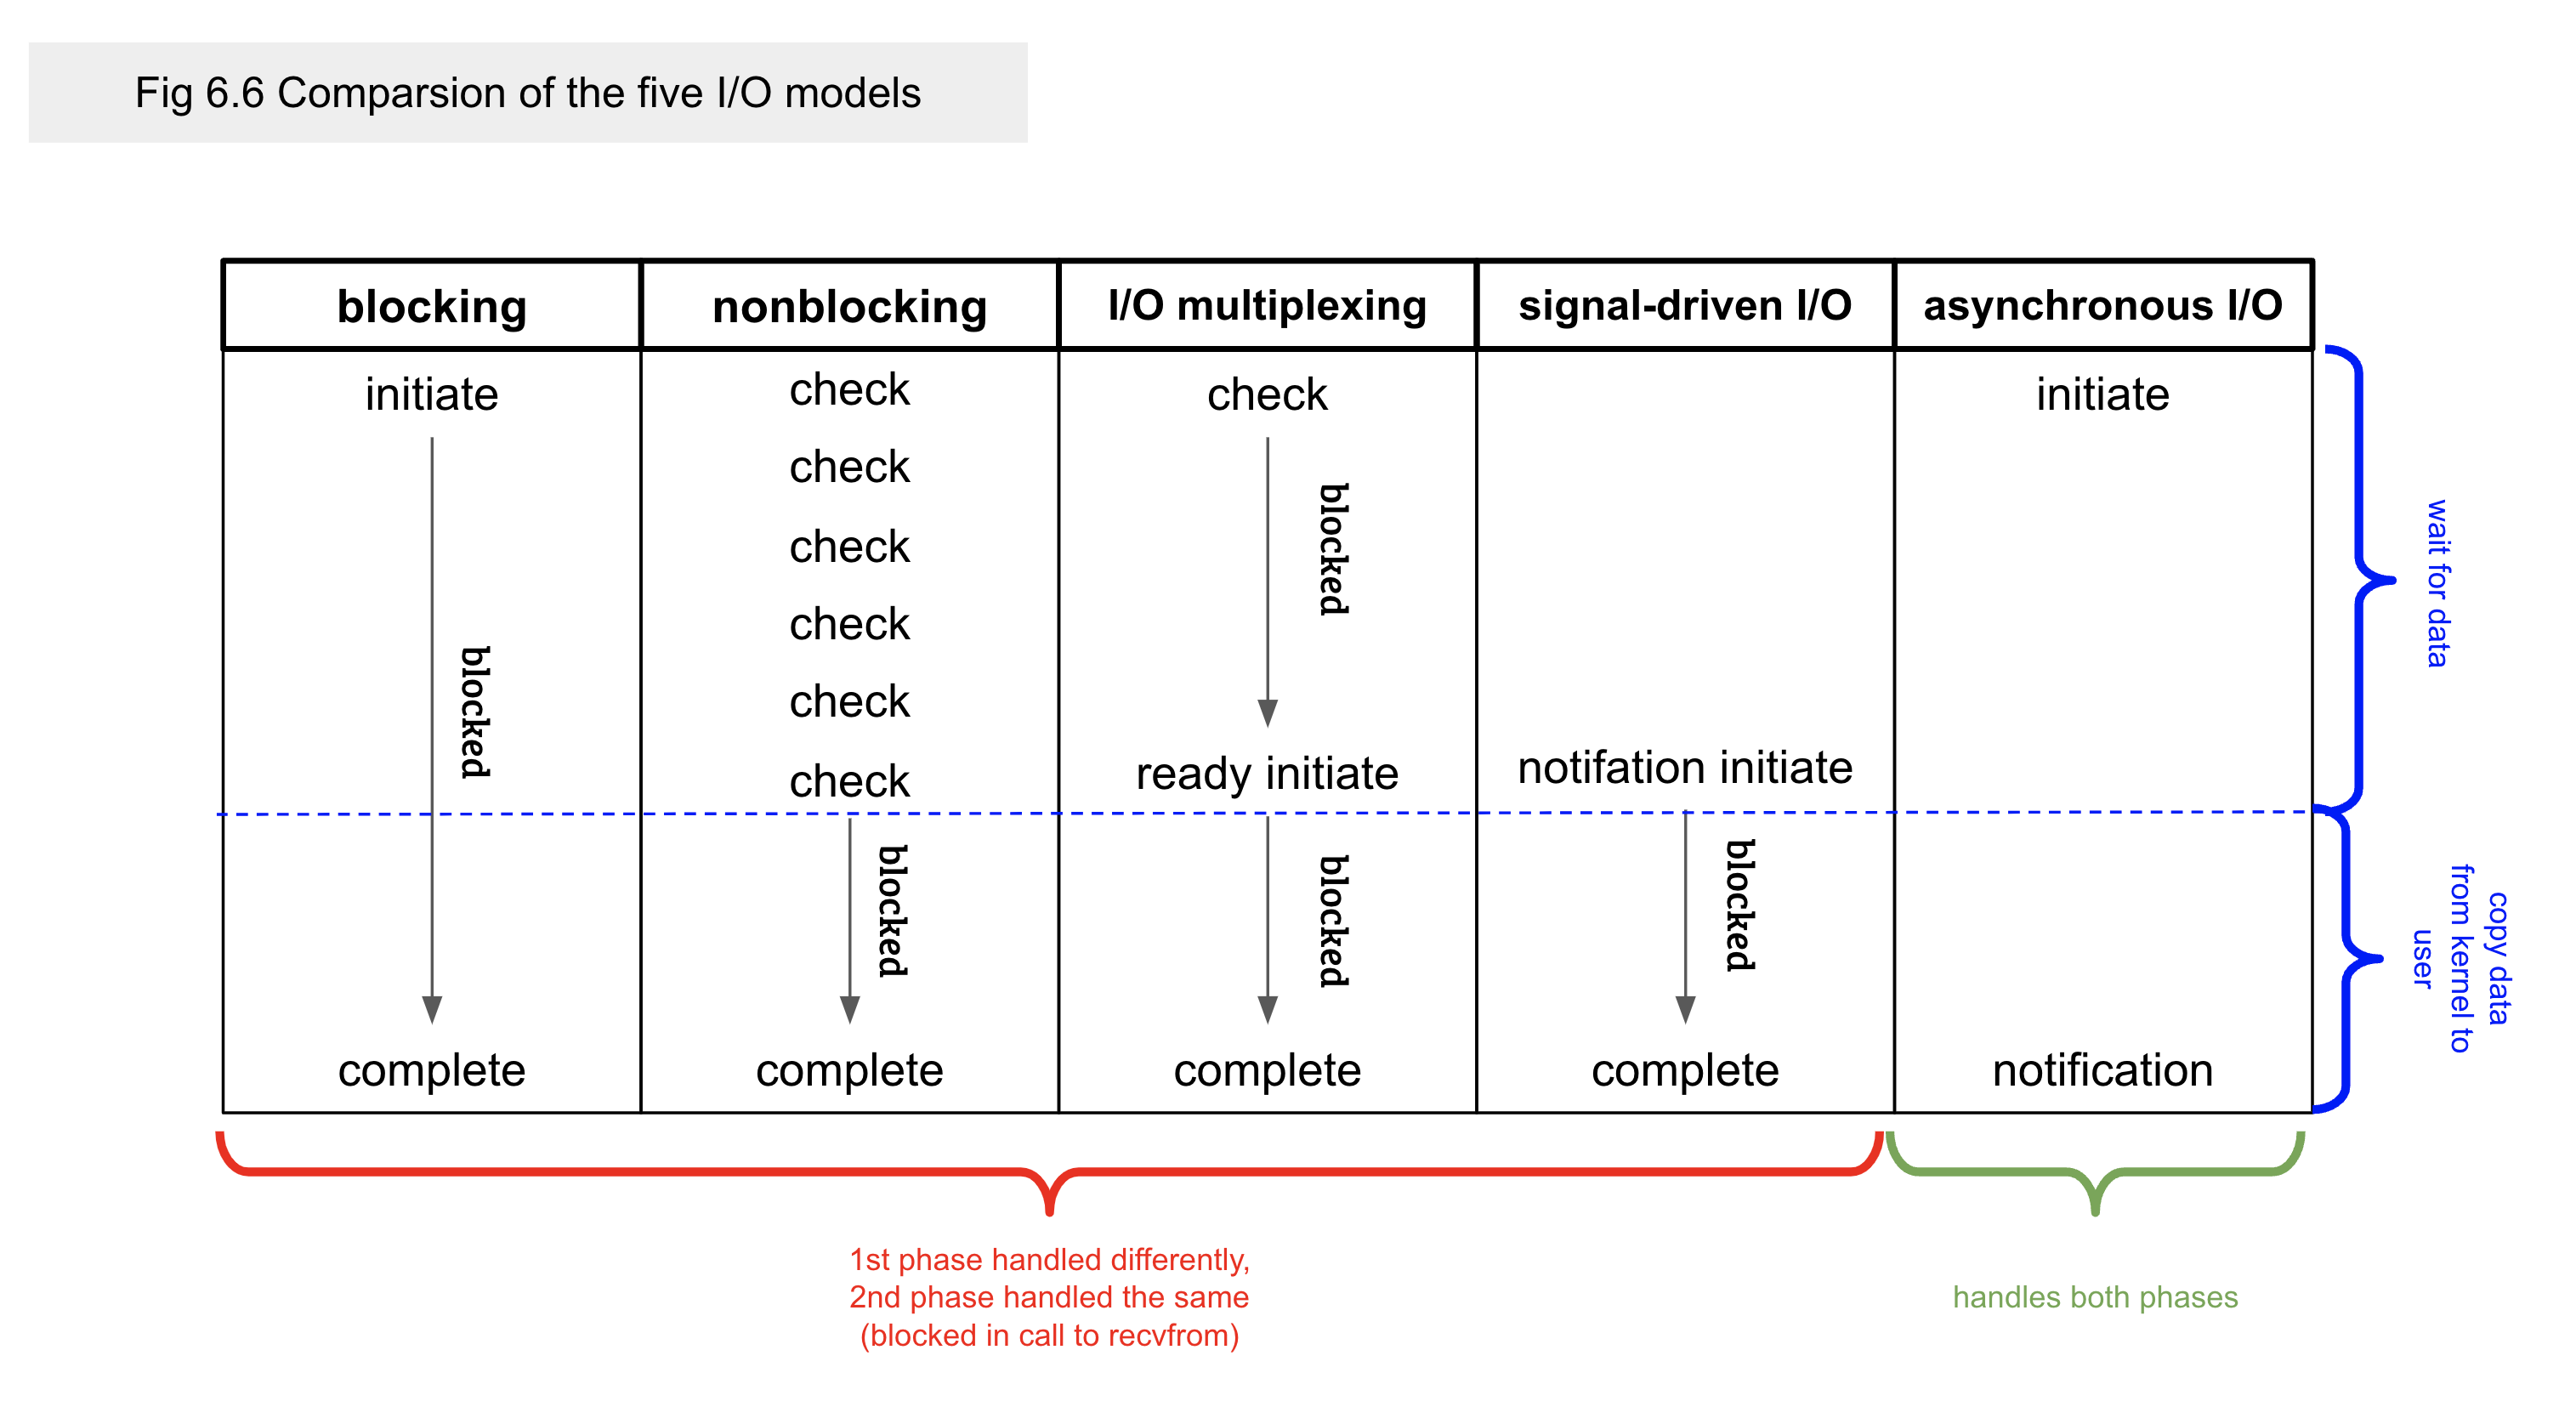 Fig 6.6 Comparsion of the five I/O models
blocking
nonblocking
I/O multiplexing
signal-driven I/O
asynchronous I/O
initiate
blocked
complete
check
check
check
check
check
check
blocked
complete
check
blocked
ready initiate
blocked
complete
notifation initiate
blocked
complete
initiate
notification
wait for data
copy data
from kernel to
user
1st phase handled differently,
2nd phase handled the same
(blocked in call to recvfrom)
handles both phases